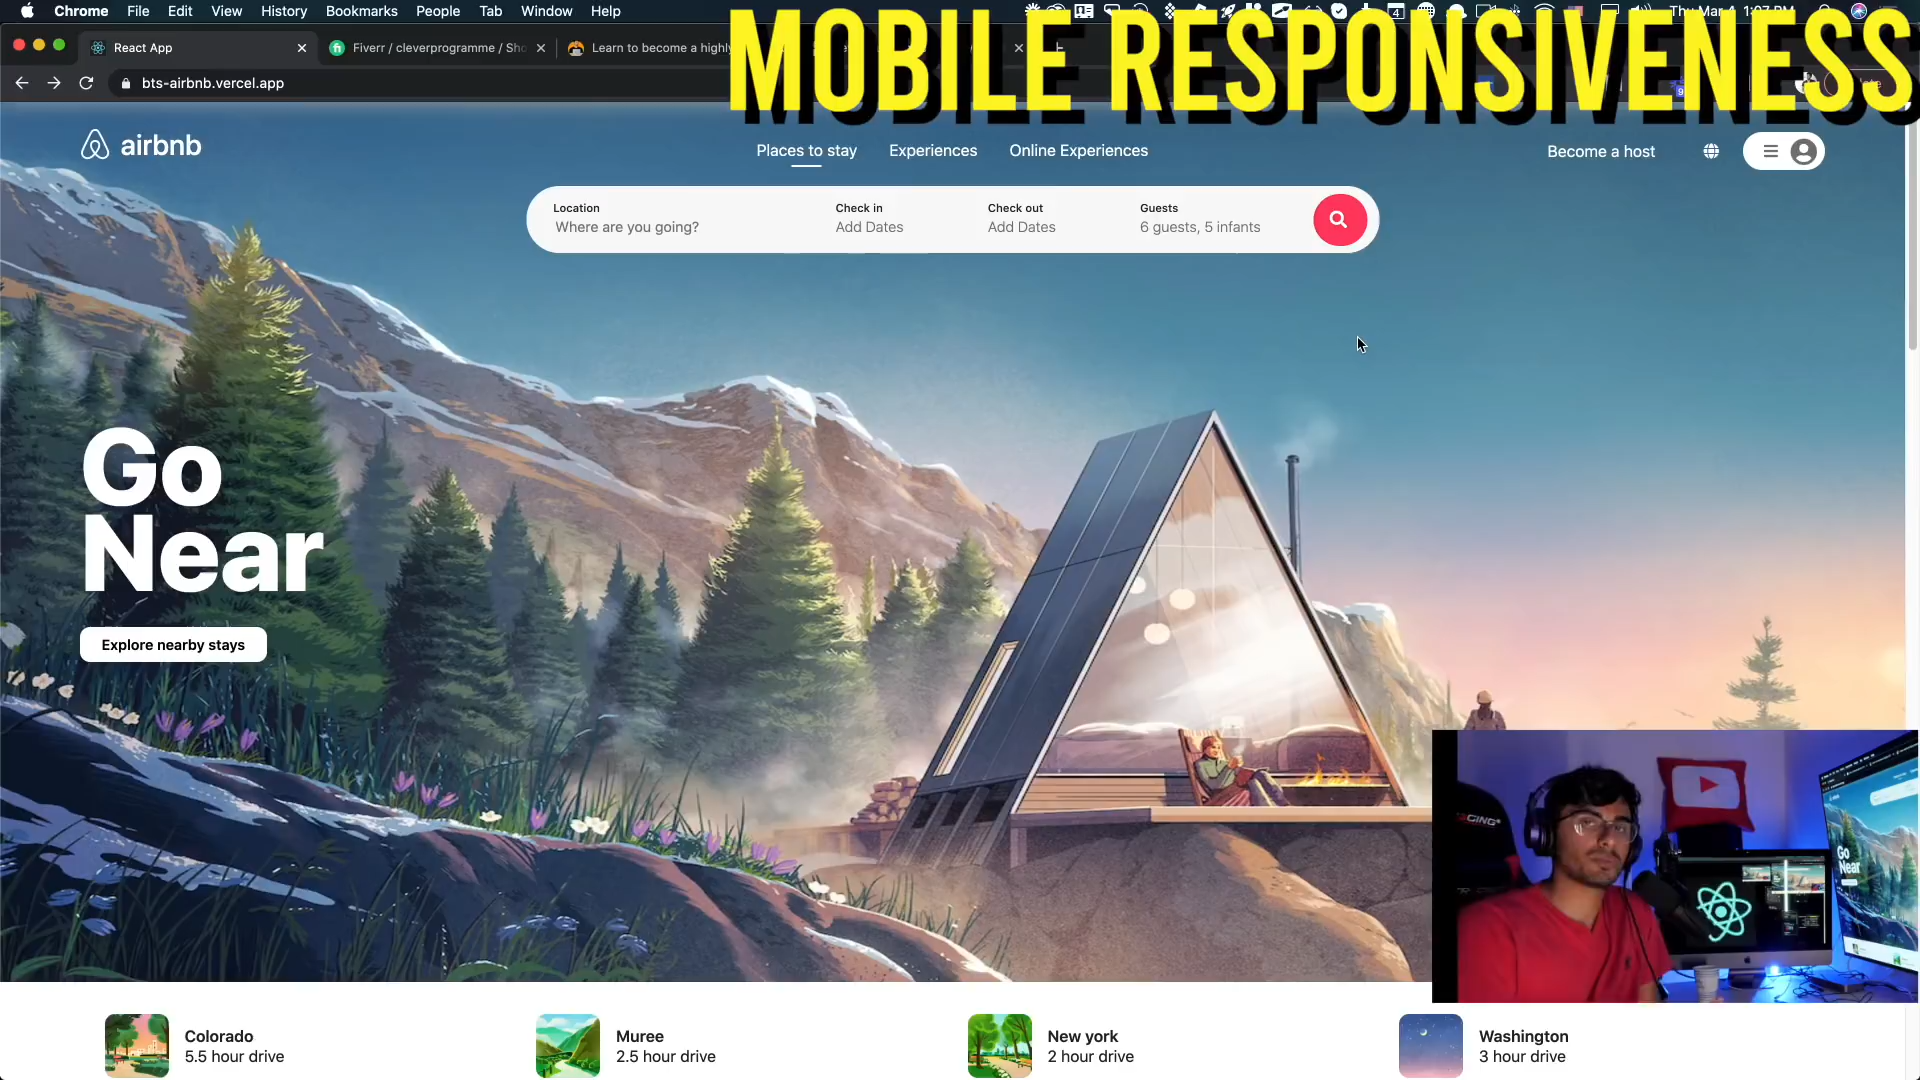 Chrome File Edit View History Bookmarks People Tab Window Help
MOBILE RESPONSIVENESS
React App
Fiverr / cleverprogramme / Sho
Learn to become a highly
bts-airbnb.vercel.app
airbnb
Places to stay
Experiences
Online Experiences
Become a host
Location
Where are you going?
Check in
Add Dates
Check out
Add Dates
Guests
6 guests, 5 infants
Go
Near
Explore nearby stays
Go
Near
Colorado
5.5 hour drive
Muree
2.5 hour drive
New york
2 hour drive
Washington
3 hour drive